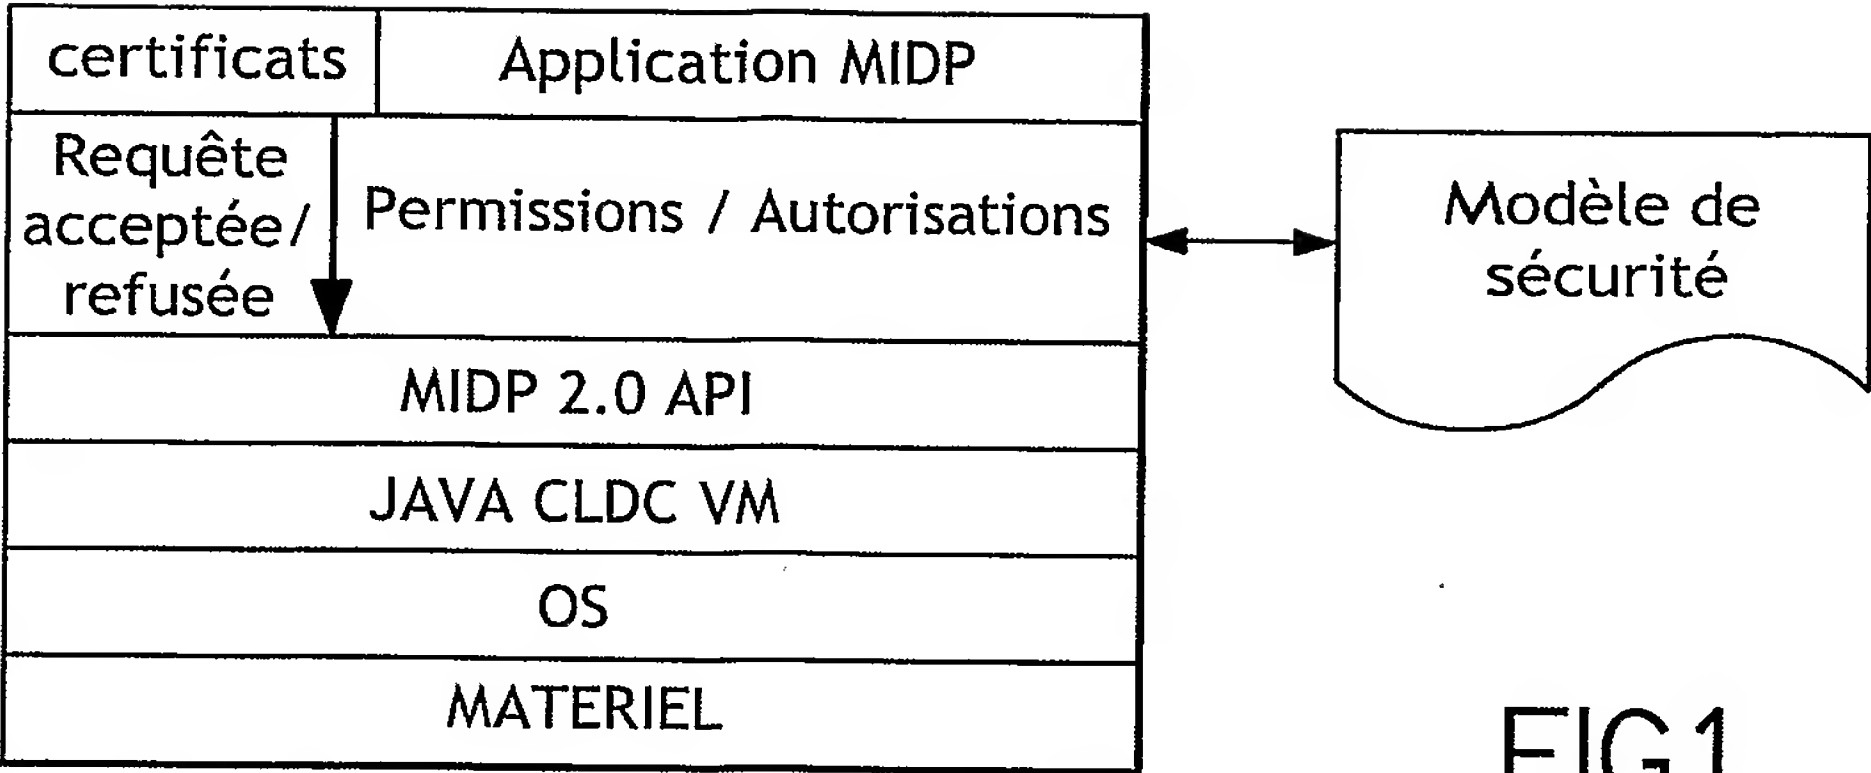 certificats
Application MIDP
Requête
acceptée/
refusée
Permissions / Autorisations
Modèle de
sécurité
MIDP 2.0 API
JAVA CLDC VM
OS
MATERIEL
FIG 1